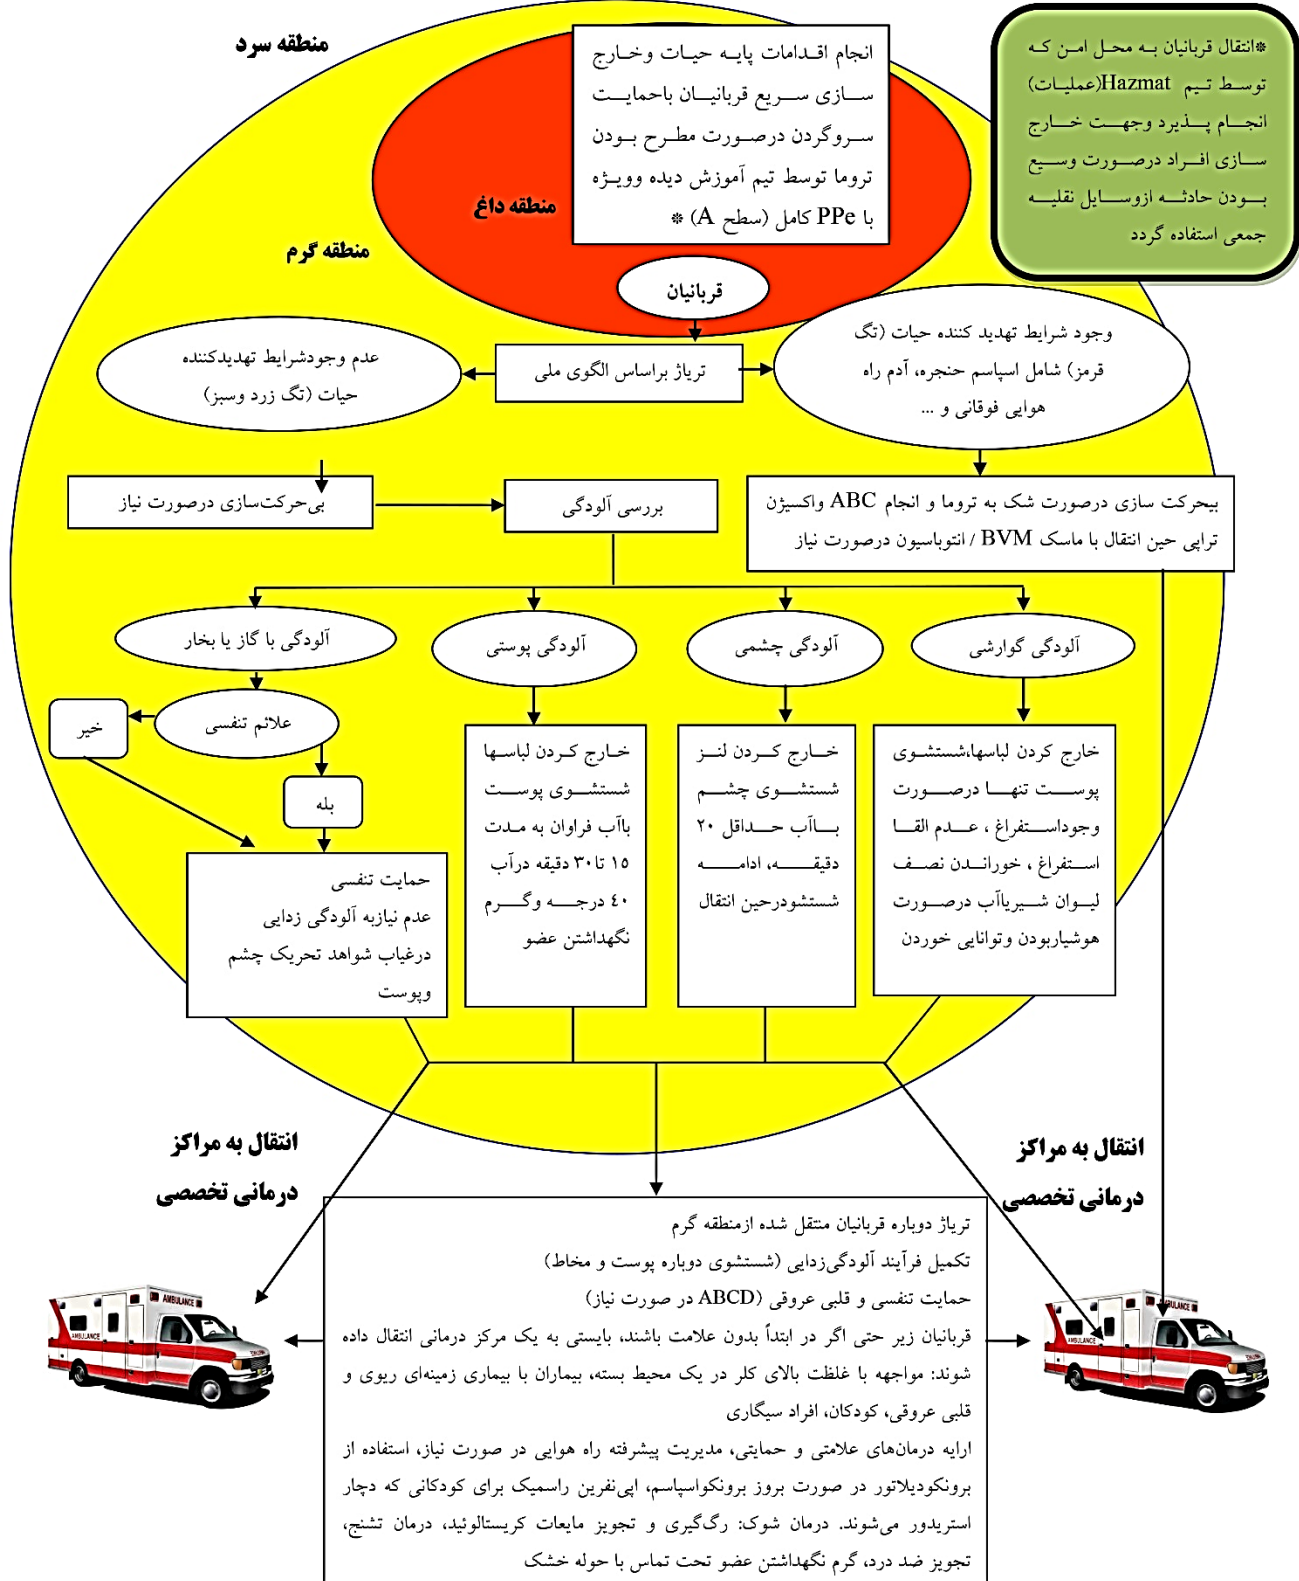 منطقه سرد
انجام اقدامات پایه حیات وخارج
سازی سریع قربانیان باحمایت
سروگردن درصورت مطرح بودن
تروما توسط تیم آموزش دیده وویژه
با PPe کامل (سطح A) *
*انتقال قربانیان به محل امن که
توسط تیم Hazmat(عملیات)
انجام پذیرد وجهت خارج
سازی افراد درصورت وسیع
بودن حادثه ازوسایل نقلیه
جمعی استفاده گردد
منطقه داغ
منطقه گرم
قربانیان
وجود شرایط تهدید کننده حیات (تگ
قرمز) شامل اسپاسم حنجره، آدم راه
هوایی فوقانی و ...
تریاژ براساس الگوی ملی
عدم وجودشرایط تهدیدکننده
حیات (تگ زرد وسبز)
بیحرکت سازی درصورت شک به تروما و انجام ABC واکسیژن
تراپی حین انتقال با ماسک BVM / انتوباسیون درصورت نیاز
بررسی آلودگی
بی‌حرکت‌سازی درصورت نیاز
آلودگی گوارشی
آلودگی چشمی
آلودگی پوستی
آلودگی با گاز یا بخار
علائم تنفسی
خیر
بله
خارج کردن لباسها،شستشوی
پوست تنها درصورت
وجوداستفراغ ، عدم القا
استفراغ ، خوراندن نصف
لیوان شیریاآب درصورت
هوشیاربودن وتوانایی خوردن
خارج کردن لنز
شستشوی چشم
باآب حداقل ۲۰
دقیقه، ادامه
شستشودرحین انتقال
خارج کردن لباسها
شستشوی پوست
باآب فراوان به مدت
۱۵ تا ۳۰ دقیقه درآب
۴۰ درجه وگرم
نگهداشتن عضو
حمایت تنفسی
عدم نیازبه آلودگی زدایی
درغیاب شواهد تحریک چشم
وپوست
انتقال به مراکز
درمانی تخصصی
انتقال به مراکز
درمانی تخصصی
تریاژ دوباره قربانیان منتقل شده ازمنطقه گرم
تکمیل فرآیند آلودگی‌زدایی (شستشوی دوباره پوست و مخاط)
حمایت تنفسی و قلبی عروقی (ABCD در صورت نیاز)
قربانیان زیر حتی اگر در ابتدأ بدون علامت باشند، بایستی به یک مرکز درمانی انتقال داده
شوند: مواجهه با غلظت بالای کلر در یک محیط بسته، بیماران با بیماری زمینه‌ای ریوی و
قلبی عروقی، کودکان، افراد سیگاری
ارایه درمان‌های علامتی و حمایتی، مدیریت پیشرفته راه هوایی در صورت نیاز، استفاده از
برونکودیلاتور در صورت بروز برونکواسپاسم، اپی‌نفرین راسمیک برای کودکانی که دچار
استریدور می‌شوند. درمان شوک: رگ‌گیری و تجویز مایعات کریستالوئید، درمان تشنج،
تجویز ضد درد، گرم نگهداشتن عضو تحت تماس با حوله خشک
AMBULANCE
AMBULANCE
AMBULANCE
AMBULANCE